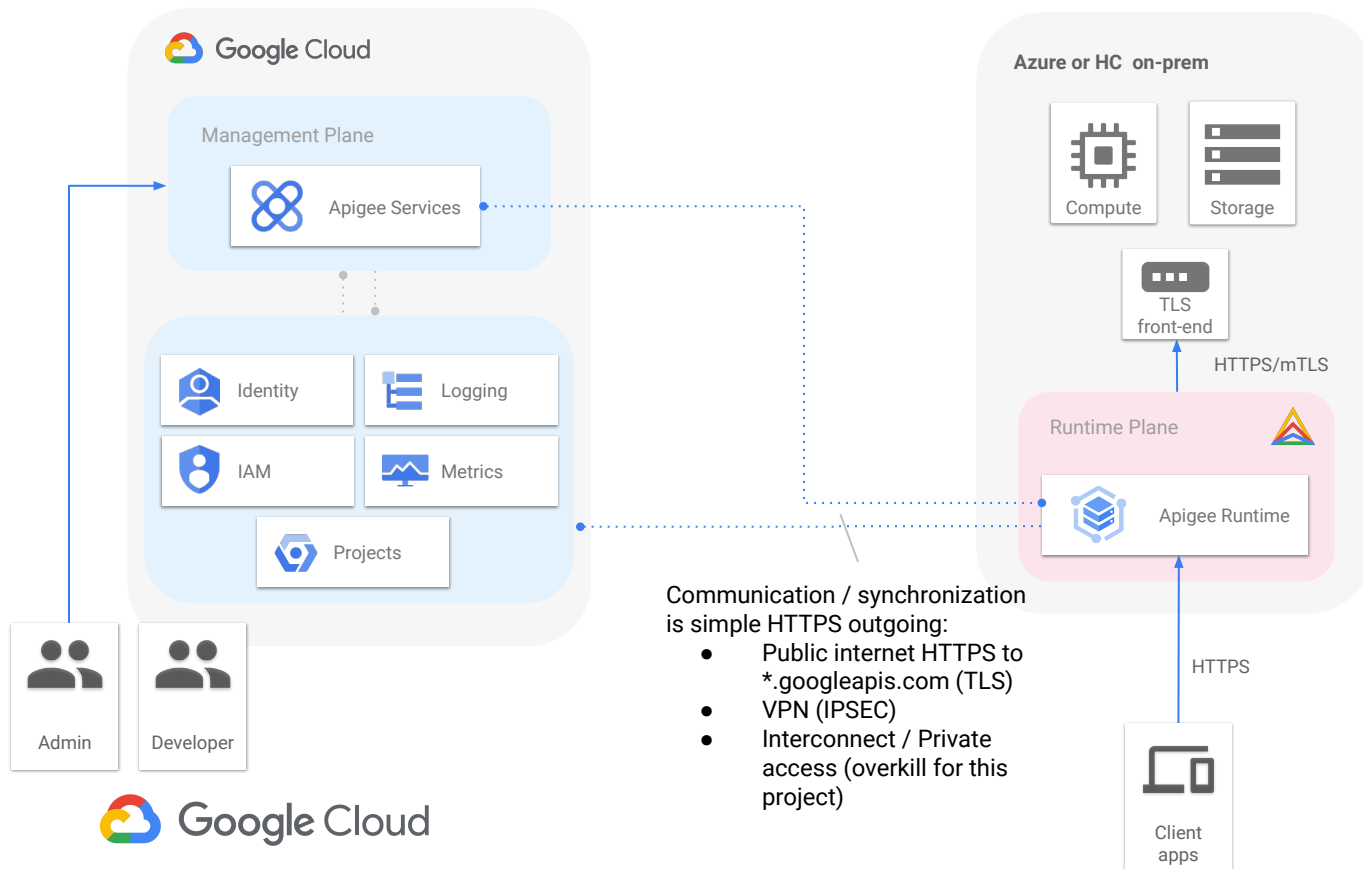 Google Cloud
Management Plane
Apigee Services
Identity
Logging
IAM
Metrics
Projects
Admin
Developer
Google Cloud
Communication / synchronization
is simple HTTPS outgoing:
● Public internet HTTPS to
*.googleapis.com (TLS)
● VPN (IPSEC)
● Interconnect / Private
access (overkill for this
project)
Azure or HC on-prem
Compute
Storage
TLS
front-end
HTTPS/mTLS
Runtime Plane
Apigee Runtime
HTTPS
Client
apps